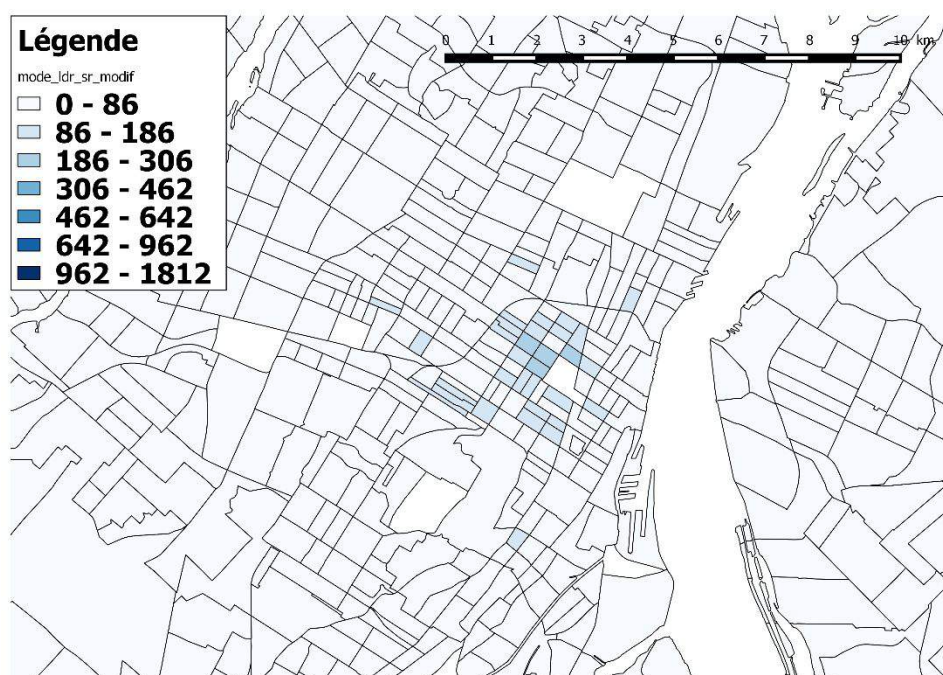 Légende
mode_ldr_sr_modif
0 - 86
86 - 186
186 - 306
306 - 462
462 - 642
642 - 962
962 - 1812
0 1 2 3 4 5 6 7 8 9 10 km